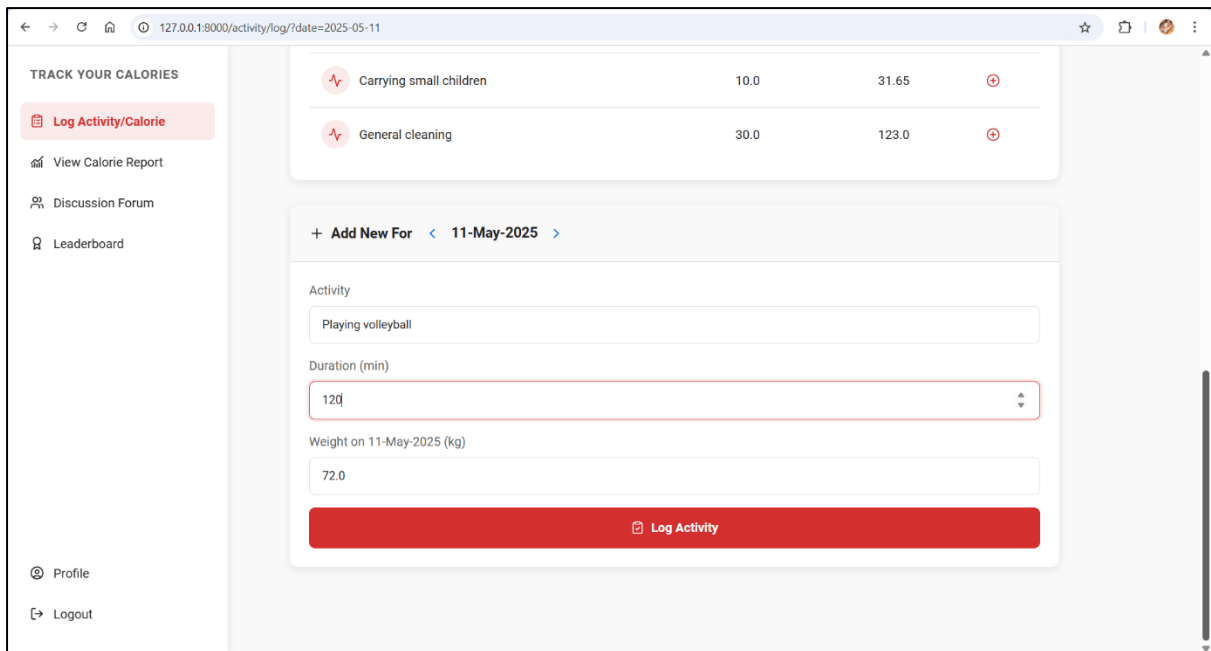 127.0.0.1:8000/activity/log/?date=2025-05-11
TRACK YOUR CALORIES
Log Activity/Calorie
View Calorie Report
Discussion Forum
Leaderboard
Profile
Logout
Carrying small children 10.0 31.65
General cleaning 30.0 123.0
+ Add New For < 11-May-2025 >
Activity
Playing volleyball
Duration (min)
120
Weight on 11-May-2025 (kg)
72.0
Log Activity